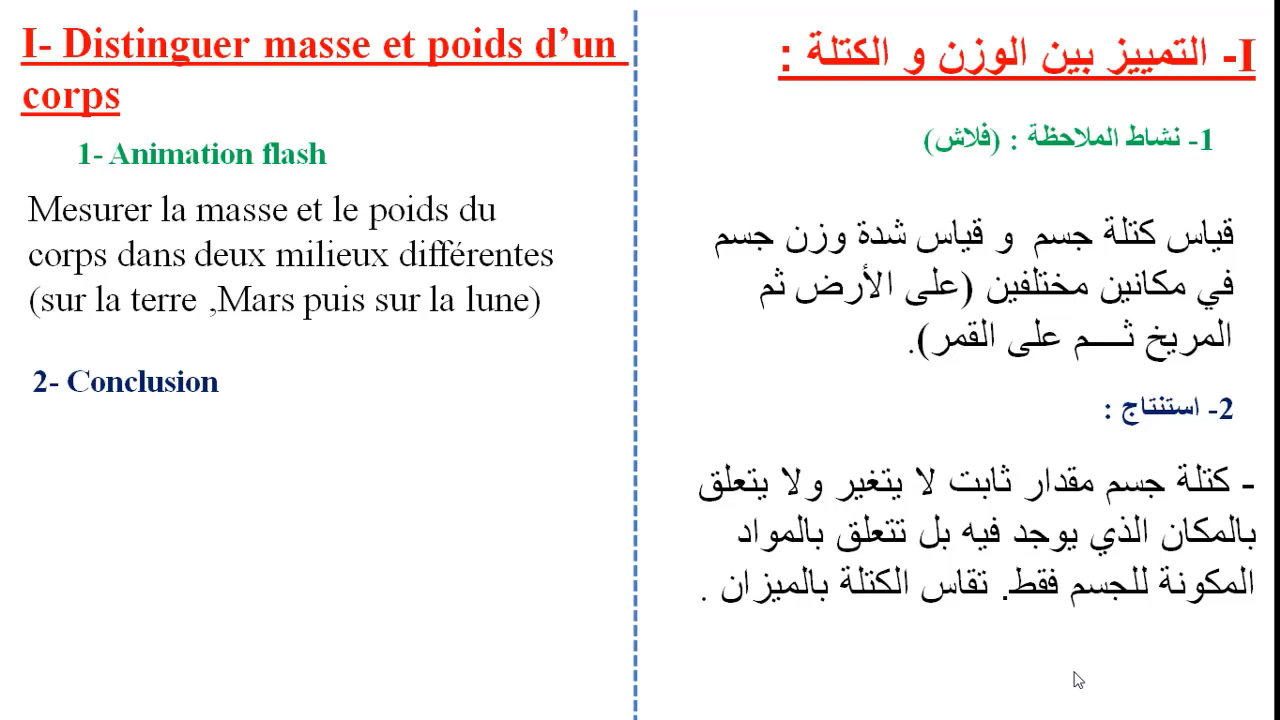 I- Distinguer masse et poids d’un
corps
1- Animation flash
Mesurer la masse et le poids du
corps dans deux milieux différentes
(sur la terre ,Mars puis sur la lune)
2- Conclusion
I- التمييز بين الوزن و الكتلة :
1- نشاط الملاحظة : (فلاش)
قياس كتلة جسم و قياس شدة وزن جسم
في مكانين مختلفين (على الأرض ثم
المريخ ثـــم على القمر).
2- استنتاج :
- كتلة جسم مقدار ثابت لا يتغير ولا يتعلق
بالمكان الذي يوجد فيه بل تتعلق بالمواد
المكونة للجسم فقط. تقاس الكتلة بالميزان .